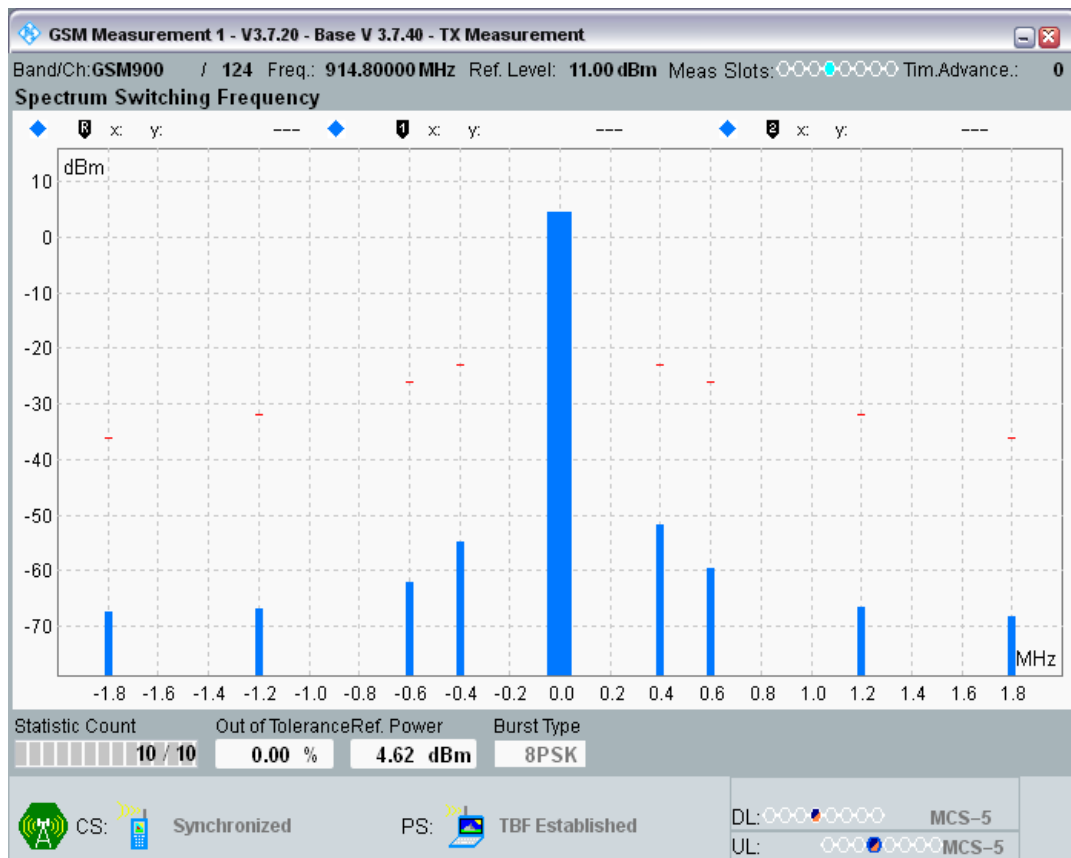 GSM Measurement 1 - V3.7.20 - Base V 3.7.40 - TX Measurement
Band/Ch:GSM900 / 124 Freq.: 914.80000 MHz Ref. Level: 11.00 dBm Meas Slots: Tim.Advance.: 0
Spectrum Switching Frequency
R x: y: --- 1 x: y: --- 2 x: y: ---
dBm
10
0
-10
-20
-30
-40
-50
-60
-70
MHz
-1.8 -1.6 -1.4 -1.2 -1.0 -0.8 -0.6 -0.4 -0.2 0.0 0.2 0.4 0.6 0.8 1.0 1.2 1.4 1.6 1.8
Statistic Count Out of Tolerance Ref. Power Burst Type
10 / 10 0.00 % 4.62 dBm 8PSK
CS: Synchronized PS: TBF Established
DL: MCS-5
UL: MCS-5